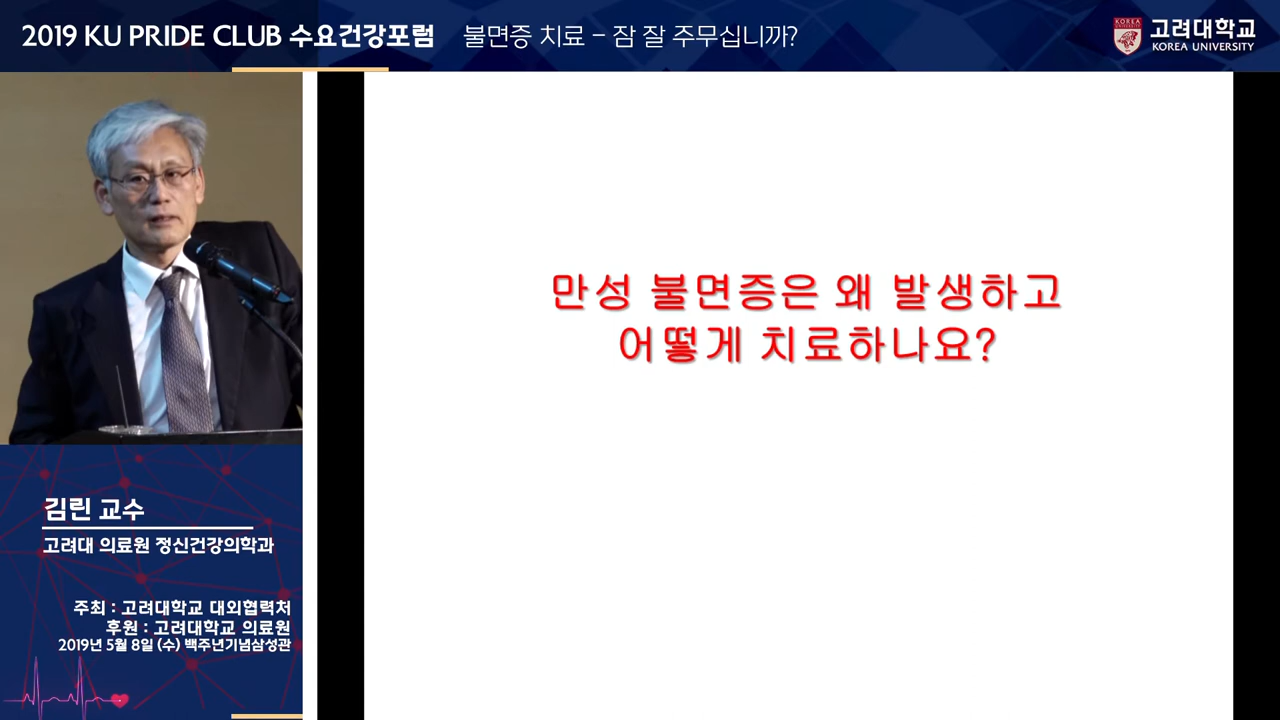 2019 KU PRIDE CLUB 수요건강포럼 불면증 치료 - 잠 잘 주무십니까?
KOREA
UNIVERSITY
고려대학교
KOREA UNIVERSITY
만성 불면증은 왜 발생하고
어떻게 치료하나요?
김린 교수
고려대 의료원 정신건강의학과
주최 : 고려대학교 대외협력처
후원 : 고려대학교 의료원
2019년 5월 8일 (수) 백주년기념삼성관